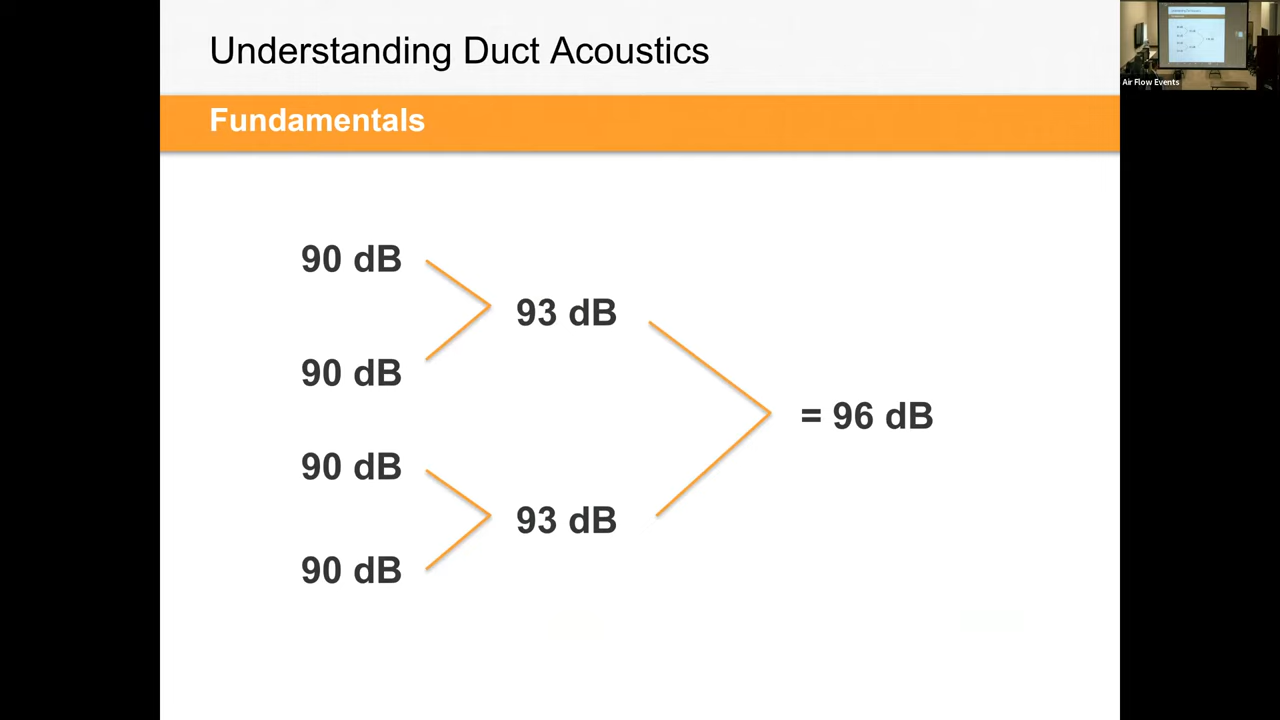 Understanding Duct Acoustics
Fundamentals
90 dB
90 dB
93 dB
90 dB
90 dB
93 dB
= 96 dB
Air Flow Events